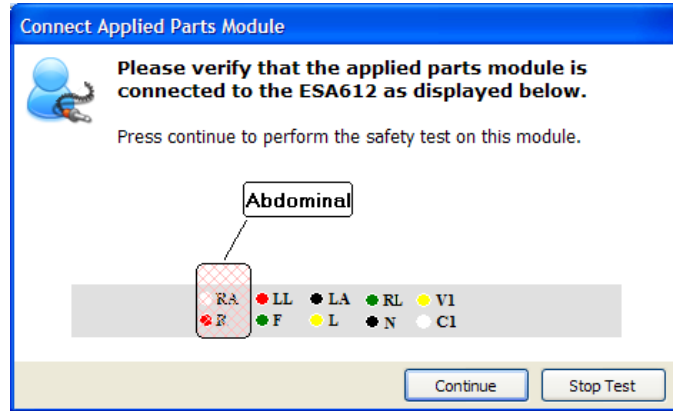 Connect Applied Parts Module
Please verify that the applied parts module is
connected to the ESA612 as displayed below.
Press continue to perform the safety test on this module.
Abdominal
RA LL LA RL V1
R F L N C1
Continue Stop Test